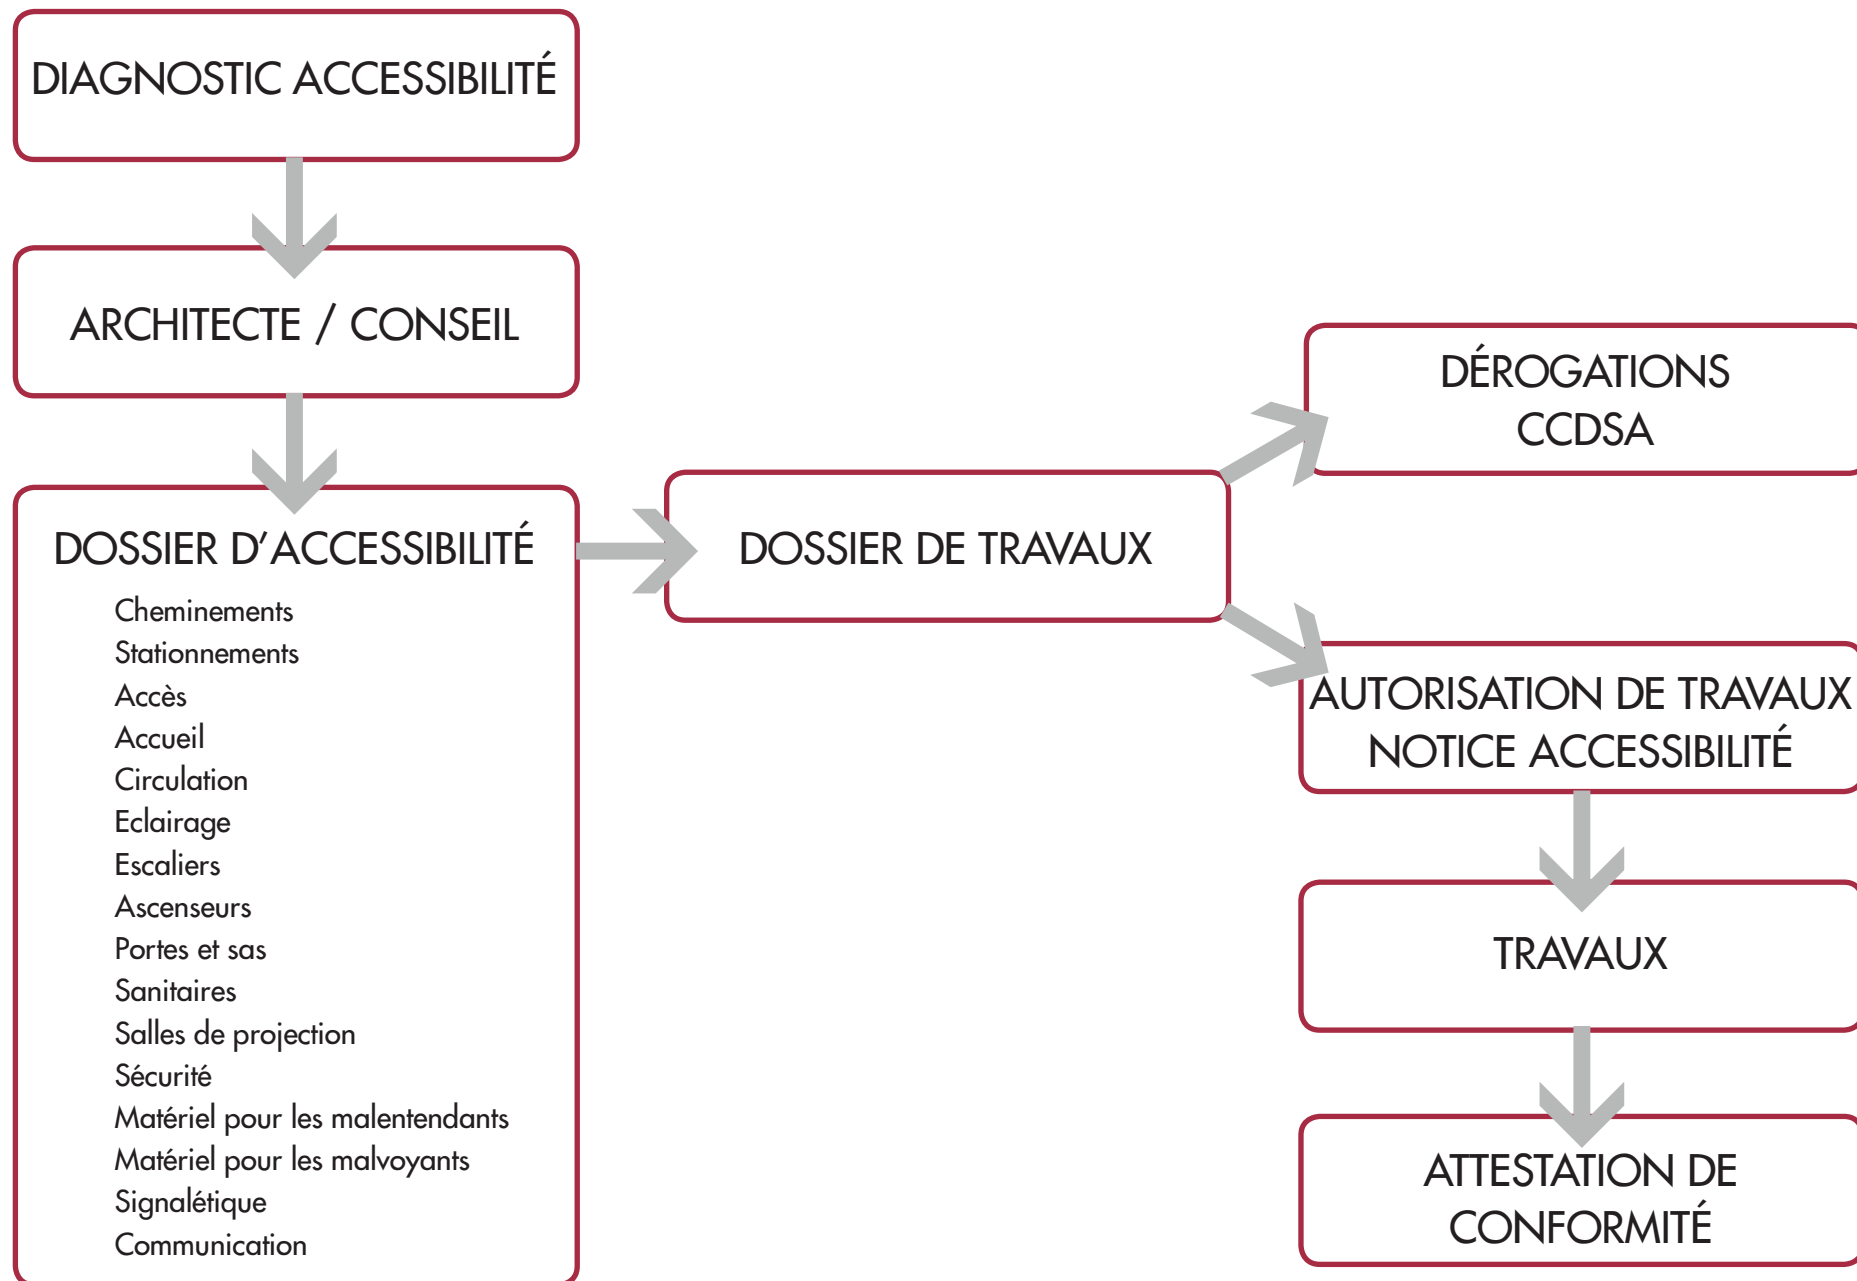 DIAGNOSTIC ACCESSIBILITÉ
ARCHITECTE / CONSEIL
DOSSIER D’ACCESSIBILITÉ
Cheminements
Stationnements
Accès
Accueil
Circulation
Eclairage
Escaliers
Ascenseurs
Portes et sas
Sanitaires
Salles de projection
Sécurité
Matériel pour les malentendants
Matériel pour les malvoyants
Signalétique
Communication
DOSSIER DE TRAVAUX
DÉROGATIONS
CCDSA
AUTORISATION DE TRAVAUX
NOTICE ACCESSIBILITÉ
TRAVAUX
ATTESTATION DE
CONFORMITÉ